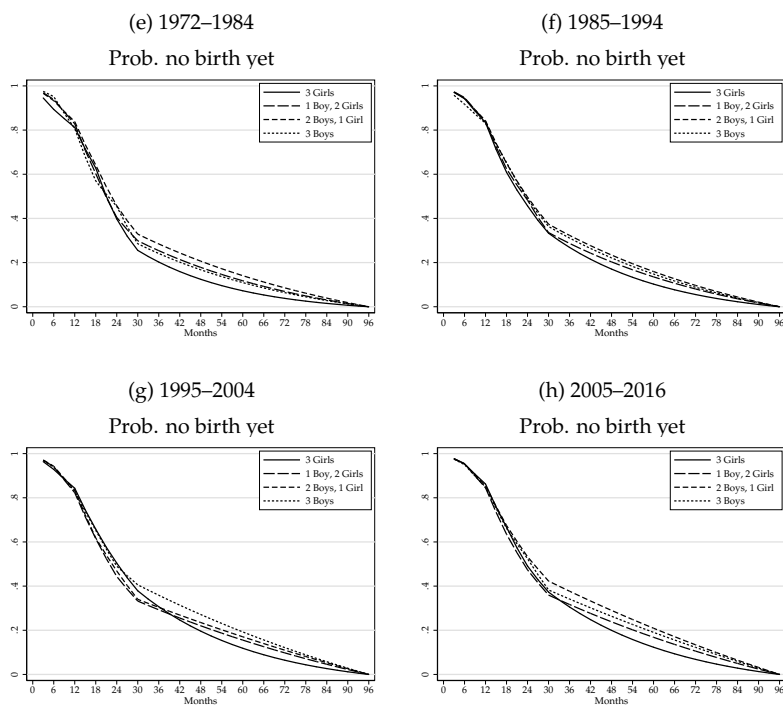 (e) 1972–1984
Prob. no birth yet
3 Girls
1 Boy, 2 Girls
2 Boys, 1 Girl
3 Boys
1
.8
.6
.4
.2
0
0 6 12 18 24 30 36 42 48 54 60 66 72 78 84 90 96
Months
(f) 1985–1994
Prob. no birth yet
3 Girls
1 Boy, 2 Girls
2 Boys, 1 Girl
3 Boys
1
.8
.6
.4
.2
0
0 6 12 18 24 30 36 42 48 54 60 66 72 78 84 90 96
Months
(g) 1995–2004
Prob. no birth yet
3 Girls
1 Boy, 2 Girls
2 Boys, 1 Girl
3 Boys
1
.8
.6
.4
.2
0
0 6 12 18 24 30 36 42 48 54 60 66 72 78 84 90 96
Months
(h) 2005–2016
Prob. no birth yet
3 Girls
1 Boy, 2 Girls
2 Boys, 1 Girl
3 Boys
1
.8
.6
.4
.2
0
0 6 12 18 24 30 36 42 48 54 60 66 72 78 84 90 96
Months